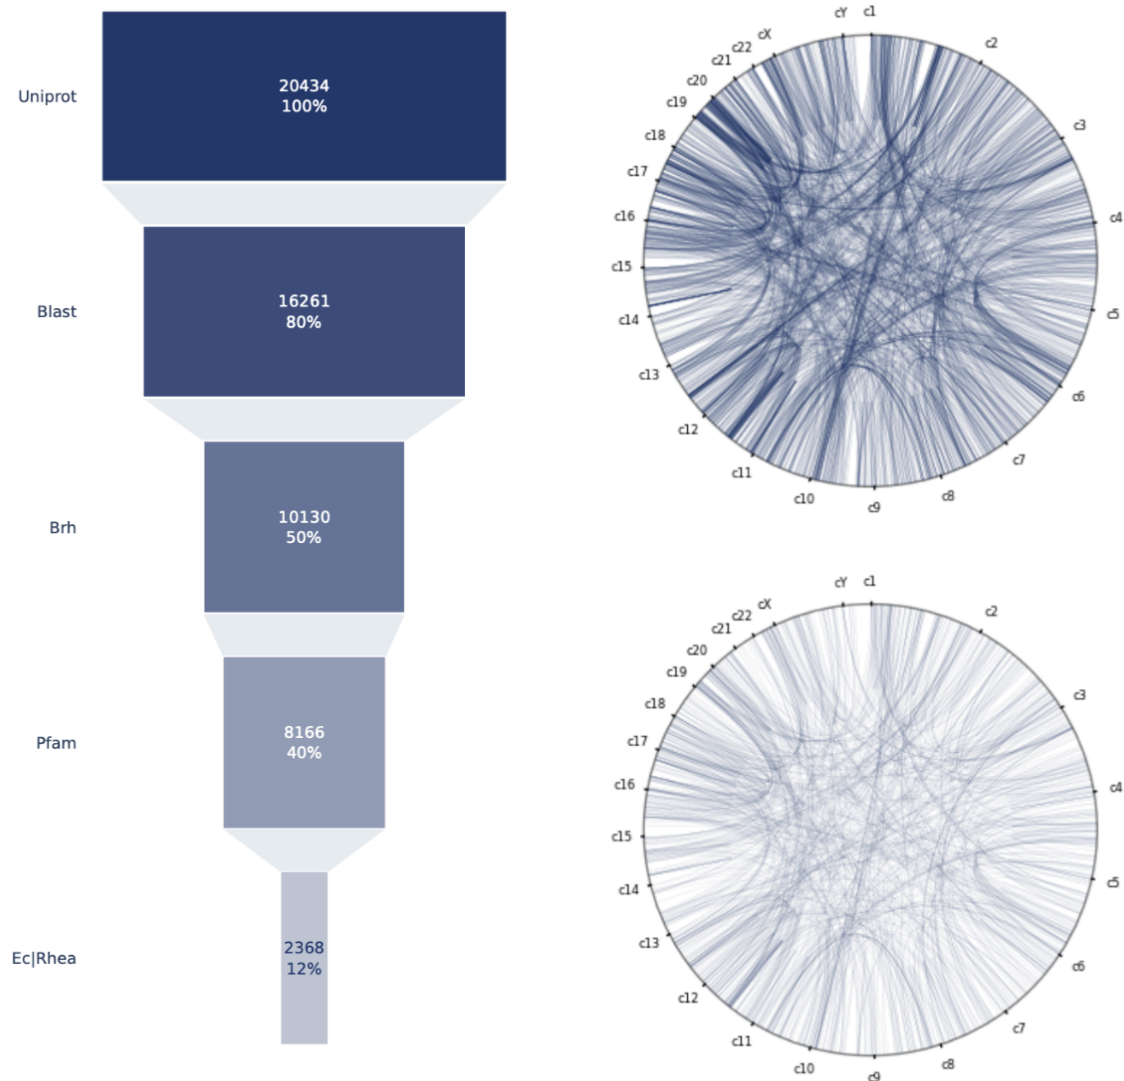 Uniprot
20434
100%
Blast
16261
80%
Brh
10130
50%
Pfam
8166
40%
Ec|Rhea
2368
12%
cY
c1
c2
c3
c4
c5
c6
c7
c8
c9
c10
c11
c12
c13
c14
c15
c16
c17
c18
c19
c20
c21
c22
cX
cY
c1
c2
c3
c4
c5
c6
c7
c8
c9
c10
c11
c12
c13
c14
c15
c16
c17
c18
c19
c20
c21
c22
cX